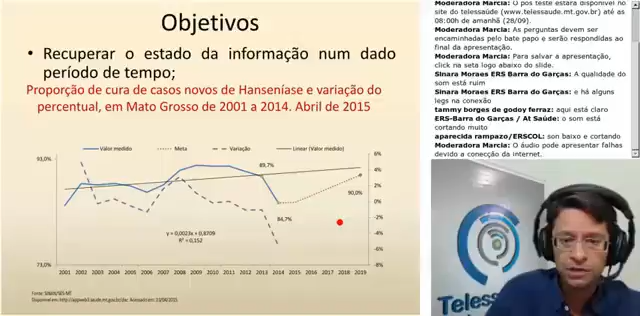 Objetivos
• Recuperar o estado da informação num dado
período de tempo;
Proporção de cura de casos novos de Hanseníase e variação do
percentual, em Mato Grosso de 2001 a 2014. Abril de 2015
Valor medido
Meta
Variação
Linear (Valor medido)
93,0%
73,0%
89,7%
84,7%
90,0%
y = 0,0023x + 0,8709
R² = 0,152
6%
4%
2%
0%
-2%
-4%
-6%
-8%
2001 2002 2003 2004 2005 2006 2007 2008 2009 2010 2011 2012 2013 2014 2015 2016 2017 2018 2019
Moderadora Marcia: O pós teste estará disponível no
site do telessaúde (www.telessaude.mt.gov.br) até as
08:00h de amanhã (28/09).
Moderadora Marcia: As perguntas devem ser
encaminhadas pelo bate papo e serão respondidas ao
final da apresentação.
Moderadora Marcia: Para salvar a apresentação,
click na seta logo abaixo do slide.
Sinara Moraes ERS Barra do Garças: A qualidade do
som está ruim
Sinara Moraes ERS Barra do Garças: e há alguns
legs na conexão
tammy borges de godoy ferraz: aqui está claro
ERS-Barra do Garças / At Saúde: o som está
cortando muito
aparecida rampazo/ERSCOL: son baixo e cortando
Moderadora Marcia: O áudio pode apresentar falhas
devido a conecção da internet.
Telessa